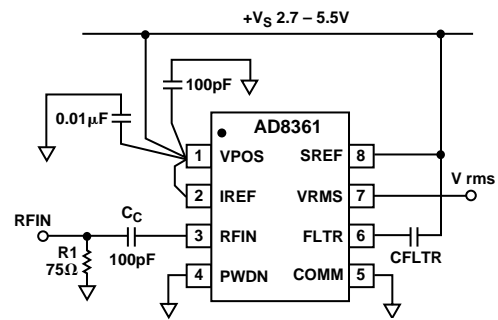 +VS 2.7 – 5.5V
100pF
0.01μF
AD8361
1 VPOS SREF 8
2 IREF VRMS 7
V rms
RFIN
CC
3 RFIN FLTR 6
R1
75Ω
100pF
CFLTR
4 PWDN COMM 5